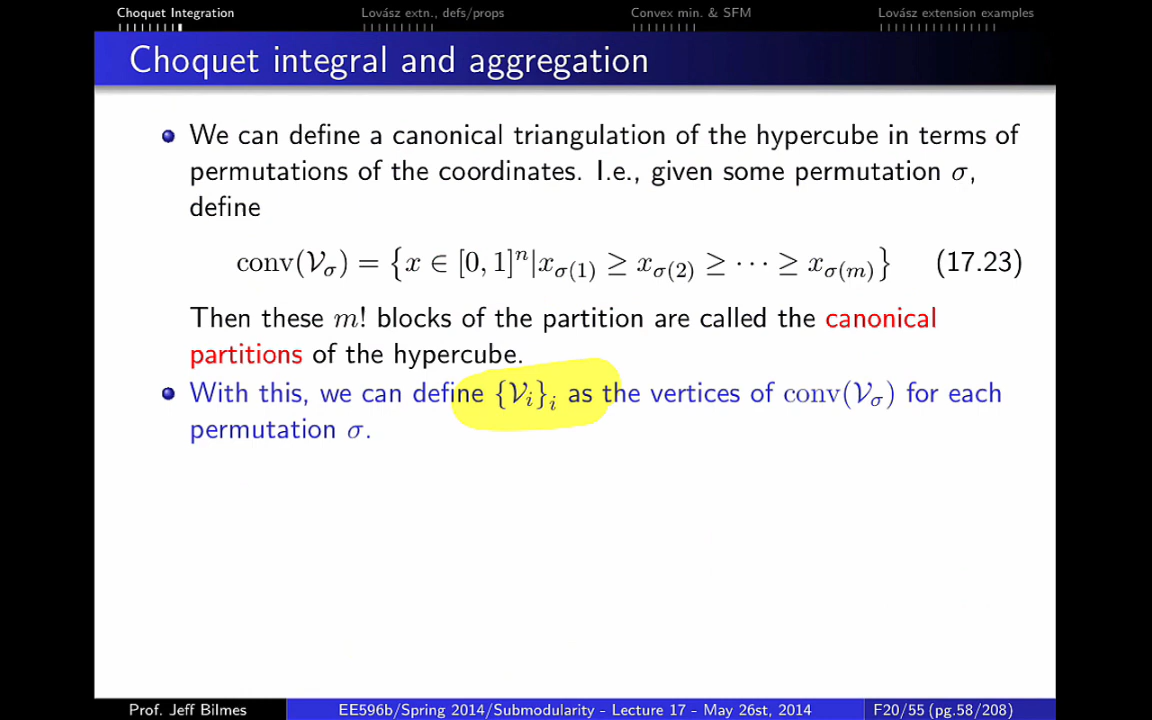 Choquet Integration Lovász extn., defs/props Convex min. & SFM Lovász extension examples
Choquet integral and aggregation
We can define a canonical triangulation of the hypercube in terms of
permutations of the coordinates. I.e., given some permutation σ,
define
conv(𝒱_σ) = {x ∈ [0, 1]^n | x_{σ(1)} ≥ x_{σ(2)} ≥ ⋯ ≥ x_{σ(m)}} (17.23)
Then these m! blocks of the partition are called the canonical
partitions of the hypercube.
With this, we can define {𝒱_i}_i as the vertices of conv(𝒱_σ) for each
permutation σ.
Prof. Jeff Bilmes EE596b/Spring 2014/Submodularity - Lecture 17 - May 26st, 2014 F20/55 (pg.58/208)